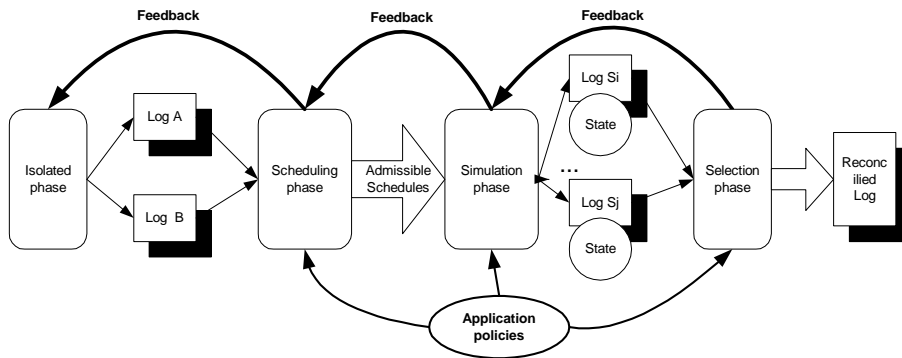 Feedback
Feedback
Feedback
Isolated
phase
Log A
Log B
Scheduling
phase
Admissible
Schedules
Simulation
phase
Log Si
State
...
Log Sj
State
Selection
phase
Reconc
ilied
Log
Application
policies